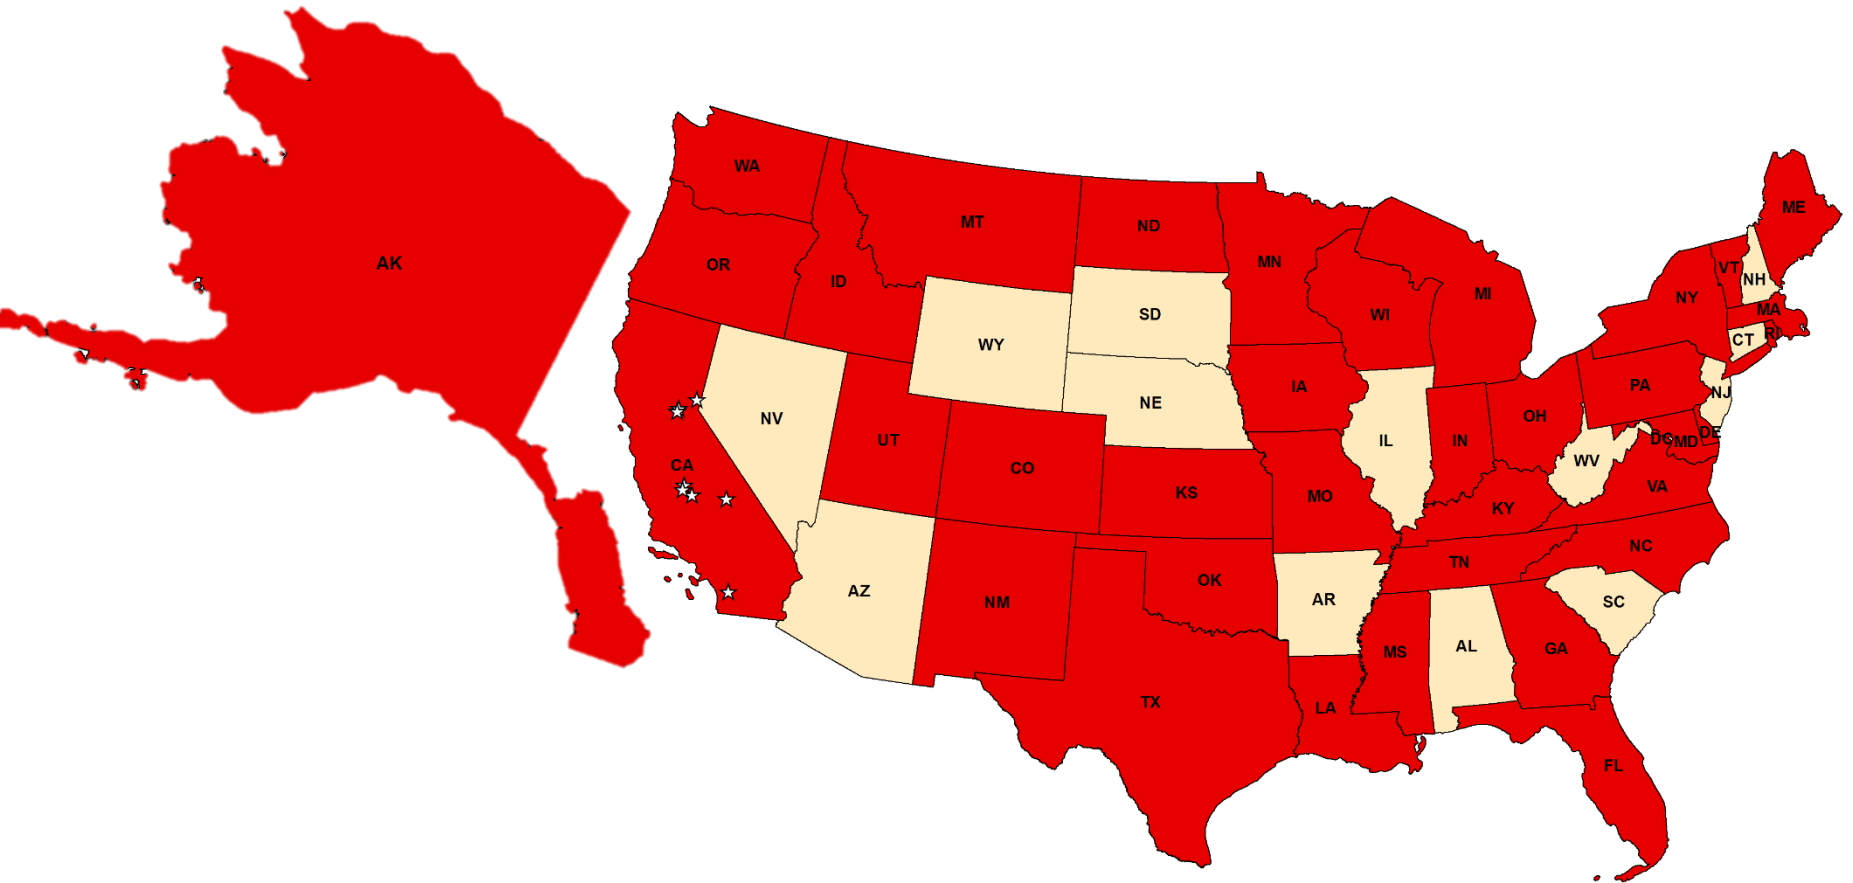 AK
WA
OR
CA
ID
NV
MT
WY
UT
AZ
CO
NM
ND
SD
NE
KS
OK
TX
MN
IA
MO
AR
LA
WI
IL
MI
IN
OH
KY
TN
MS
AL
GA
FL
SC
NC
VA
WV
DC
MD
DE
PA
NJ
NY
CT
RI
MA
VT
NH
ME